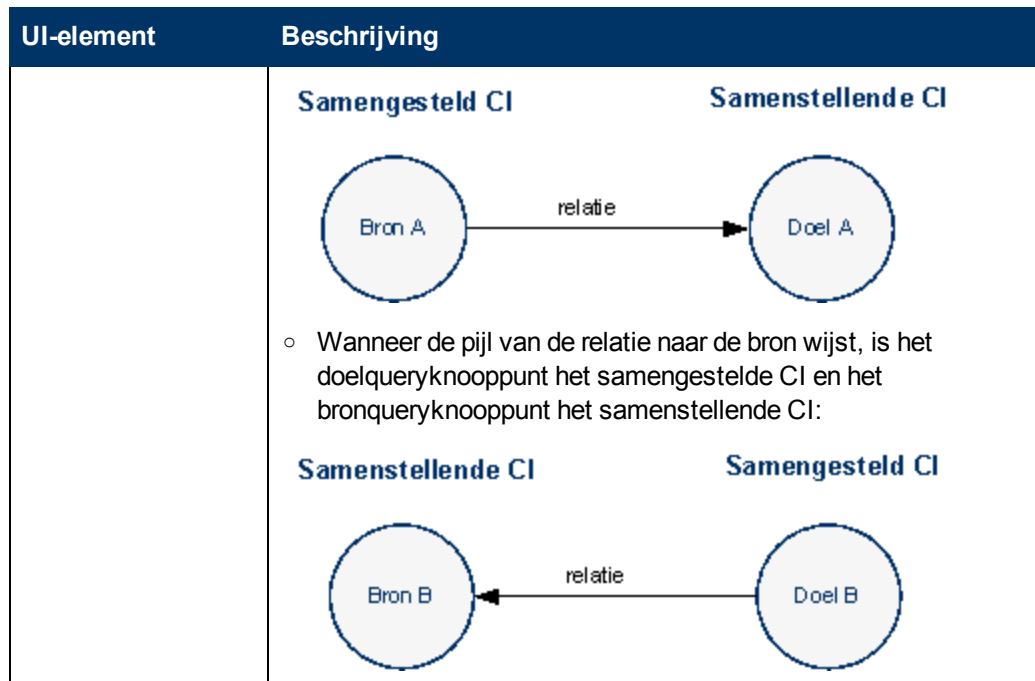 UI-element Beschrijving
Samengesteld CI Samenstellende CI
Bron A relatie Doel A
○ Wanneer de pijl van de relatie naar de bron wijst, is het
doelqueryknooppunt het samengestelde CI en het
bronqueryknooppunt het samenstellende CI:
Samenstellende CI Samengesteld CI
Bron B relatie Doel B